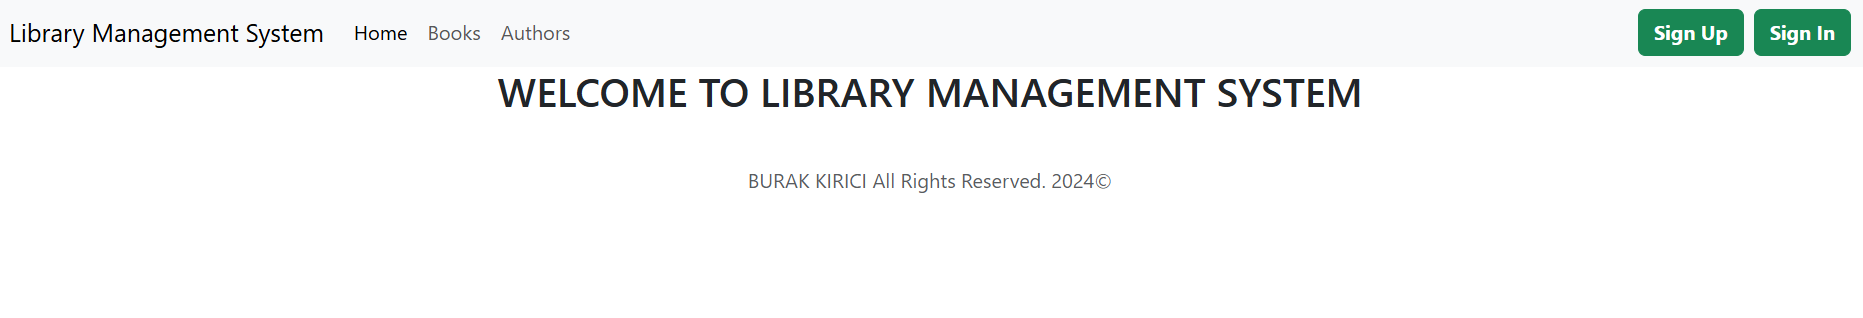 Library Management System Home Books Authors Sign Up Sign In
WELCOME TO LIBRARY MANAGEMENT SYSTEM
BURAK KIRICI All Rights Reserved. 2024©